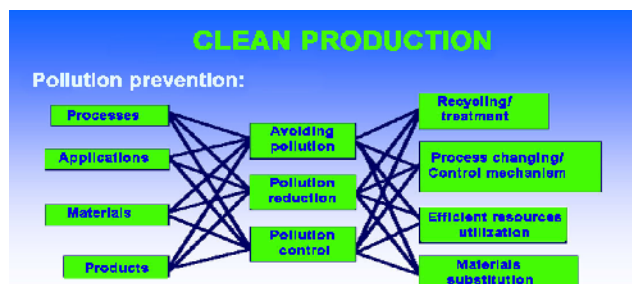 CLEAN PRODUCTION
Pollution prevention:
Processes
Applications
Materials
Products
Avoiding
pollution
Pollution
reduction
Pollution
control
Recycling/
treatment
Process changing/
Control mechanism
Efficient resources
utilization
Materials
substitution